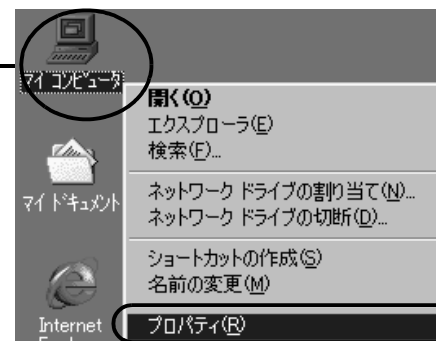 マイ コンピュータ
開く(O)
エクスプローラ(E)
検索(F)...
マイ ドキュメント
ネットワーク ドライブの割り当て(N)...
ネットワーク ドライブの切断(D)...
ショートカットの作成(S)
名前の変更(M)
Internet
プロパティ(R)